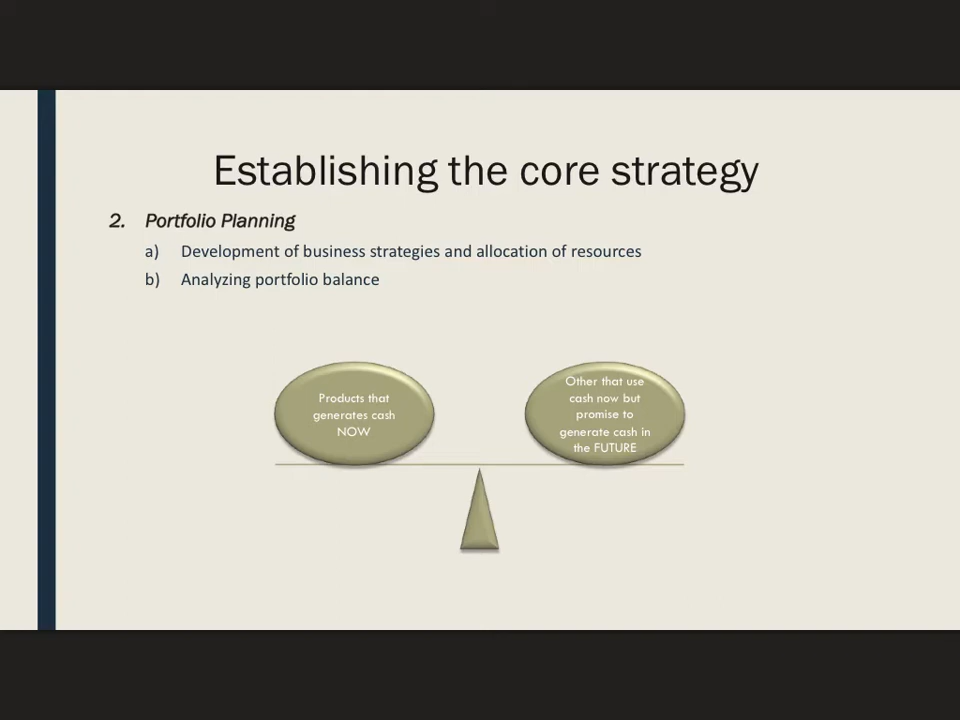 Establishing the core strategy
2. Portfolio Planning
a) Development of business strategies and allocation of resources
b) Analyzing portfolio balance
Products that
generates cash
NOW
Other that use
cash now but
promise to
generate cash in
the FUTURE